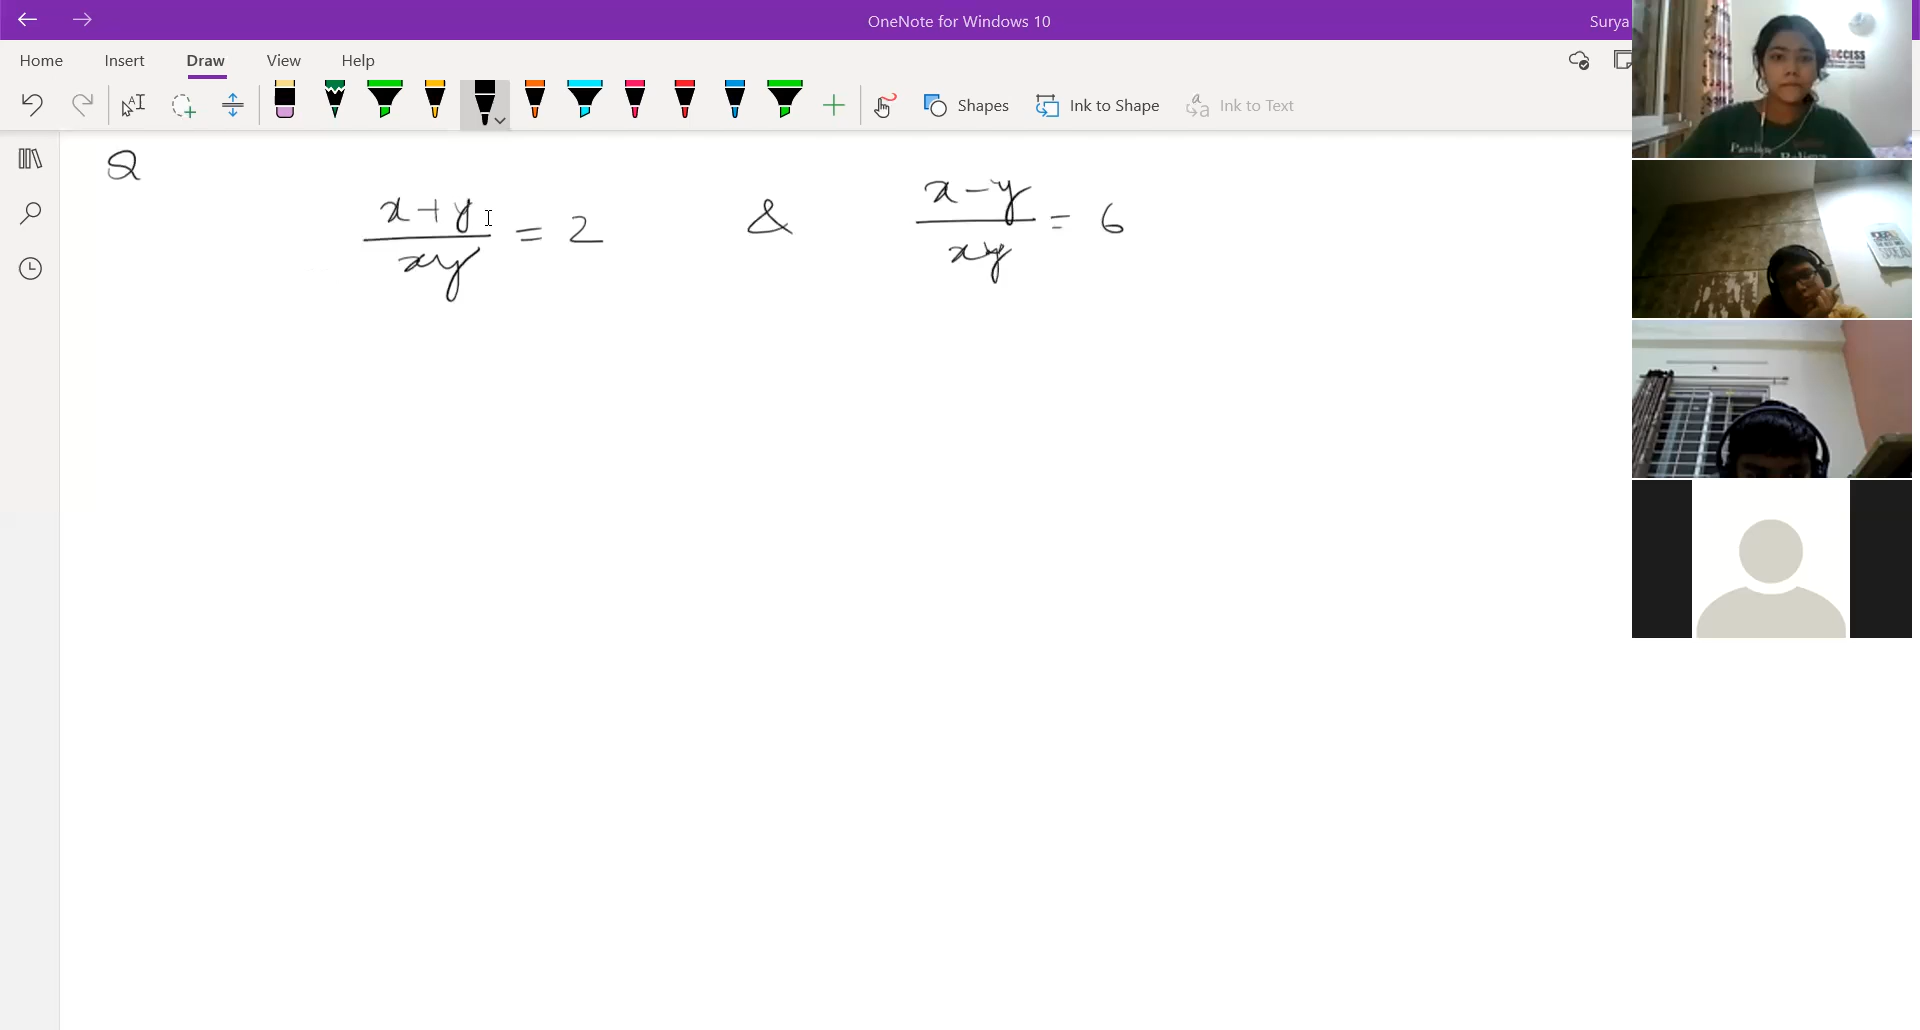 OneNote for Windows 10
Surya
Home Insert Draw View Help
Shapes Ink to Shape Ink to Text
Q
x+y/xy = 2 & x-y/xy = 6
SUCCESS